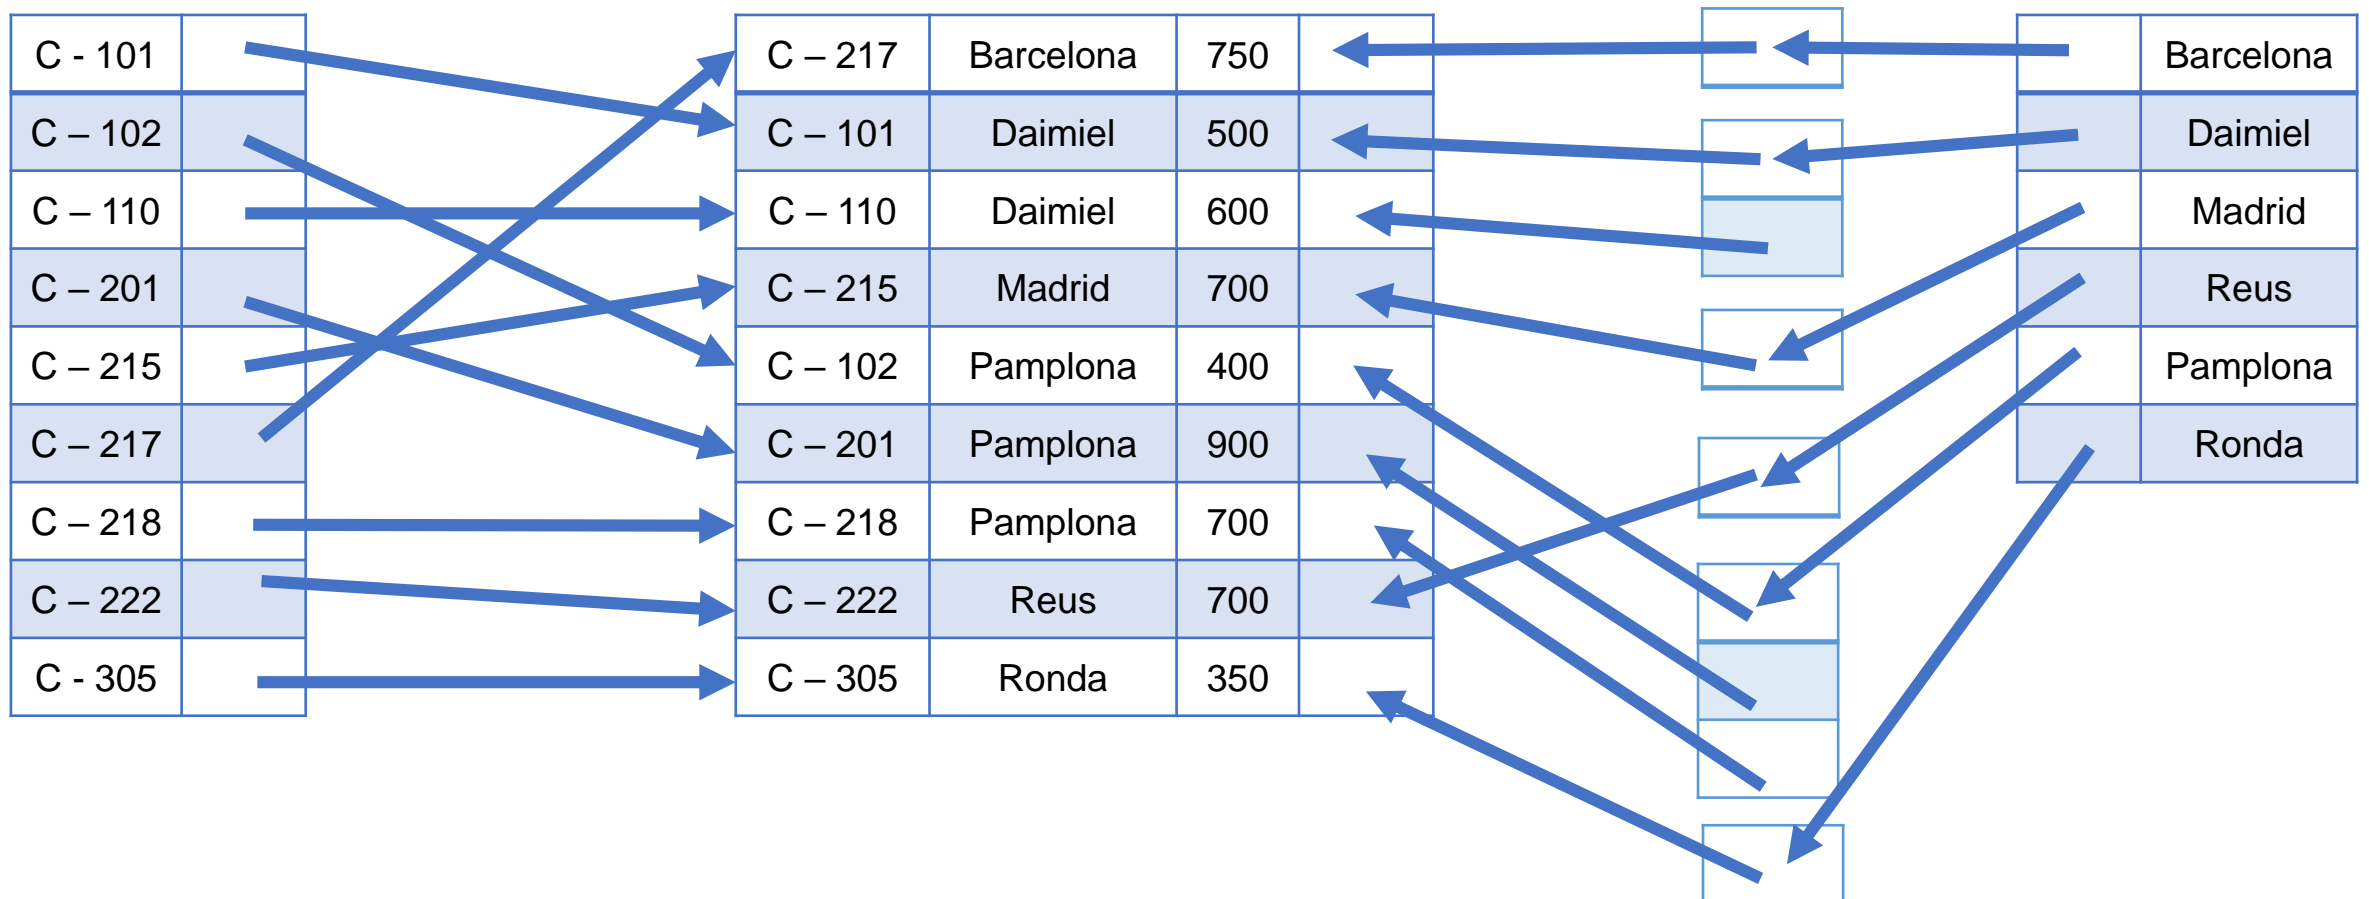 C - 101
C – 102
C – 110
C – 201
C – 215
C – 217
C – 218
C – 222
C - 305
C – 217 Barcelona 750
C – 101 Daimiel 500
C – 110 Daimiel 600
C – 215 Madrid 700
C – 102 Pamplona 400
C – 201 Pamplona 900
C – 218 Pamplona 700
C – 222 Reus 700
C – 305 Ronda 350
Barcelona
Daimiel
Madrid
Reus
Pamplona
Ronda